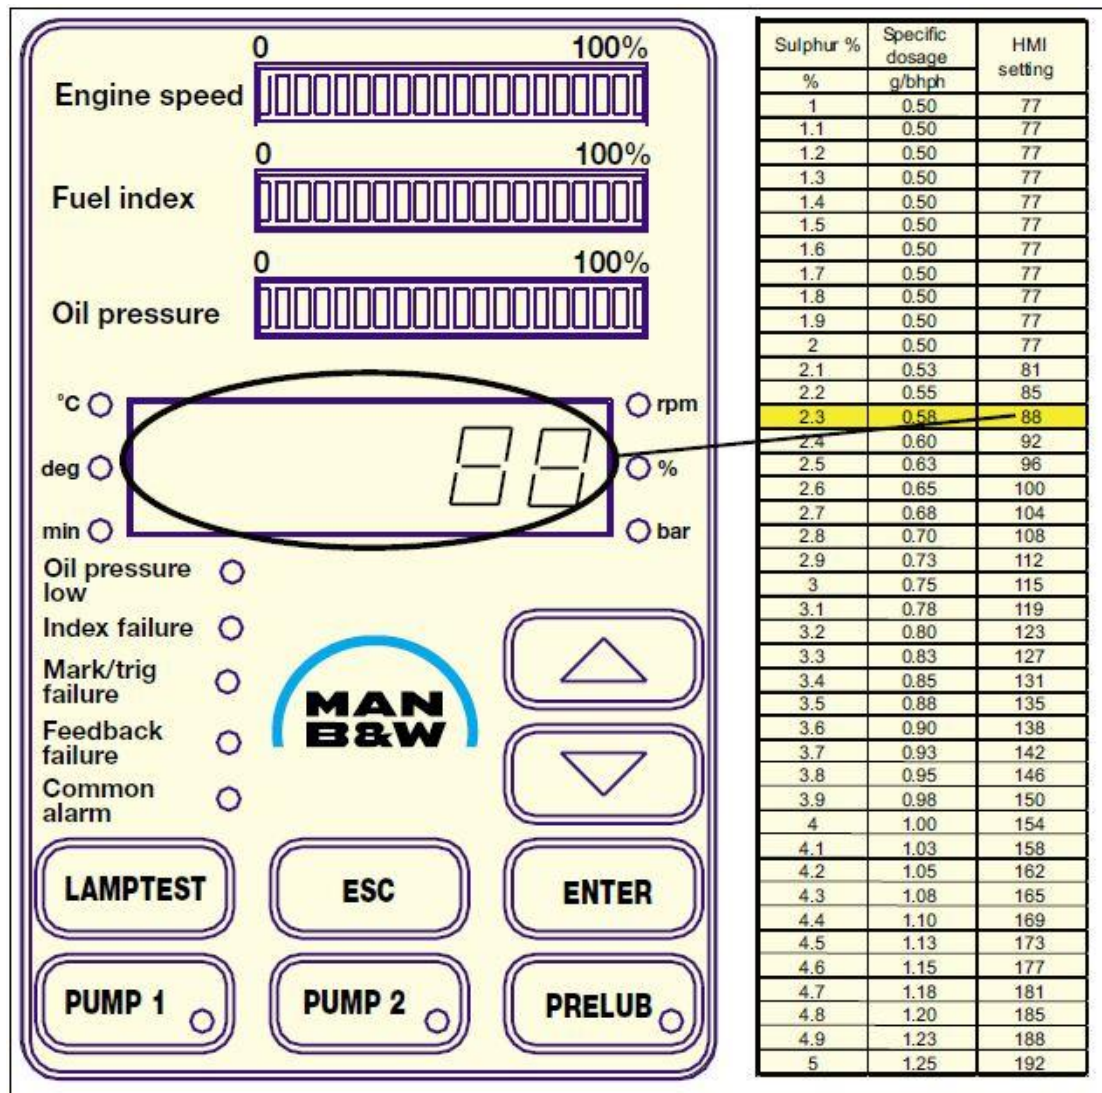 0 100%
Engine speed
0 100%
Fuel index
0 100%
Oil pressure
°C rpm
88
deg %
min bar
Oil pressure
low
Index failure
Mark/trig
failure
Feedback
failure
Common
alarm
MAN
B&W
LAMPTEST ESC ENTER
PUMP 1 PUMP 2 PRELUB
Sulphur % Specific dosage HMI setting
% g/bhph
1 0.50 77
1.1 0.50 77
1.2 0.50 77
1.3 0.50 77
1.4 0.50 77
1.5 0.50 77
1.6 0.50 77
1.7 0.50 77
1.8 0.50 77
1.9 0.50 77
2 0.50 77
2.1 0.53 81
2.2 0.55 85
2.3 0.58 88
2.4 0.60 92
2.5 0.63 96
2.6 0.65 100
2.7 0.68 104
2.8 0.70 108
2.9 0.73 112
3 0.75 115
3.1 0.78 119
3.2 0.80 123
3.3 0.83 127
3.4 0.85 131
3.5 0.88 135
3.6 0.90 138
3.7 0.93 142
3.8 0.95 146
3.9 0.98 150
4 1.00 154
4.1 1.03 158
4.2 1.05 162
4.3 1.08 165
4.4 1.10 169
4.5 1.13 173
4.6 1.15 177
4.7 1.18 181
4.8 1.20 185
4.9 1.23 188
5 1.25 192